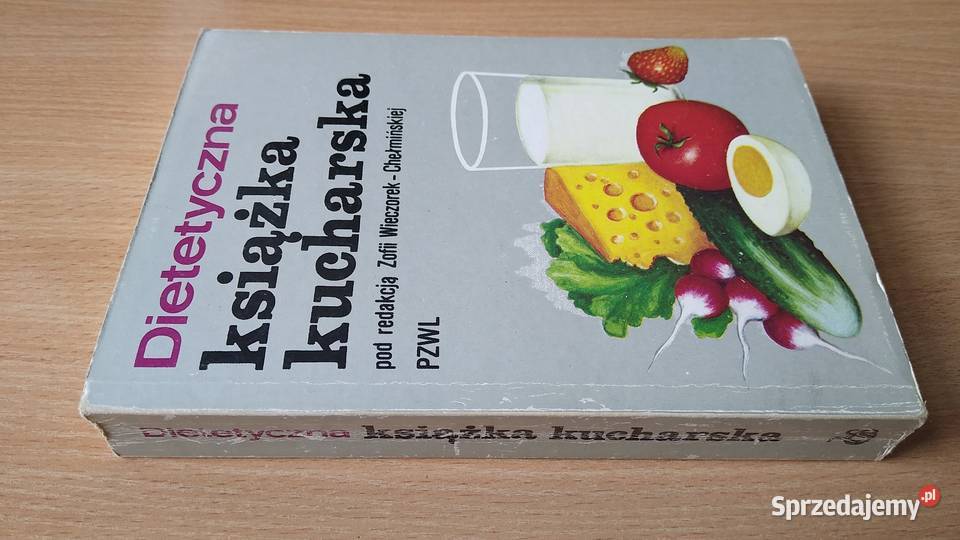 Dietetyczna
książka
kucharska
pod redakcją Zofii Wieczorek-Chełmińskiej
PZWL
Dietetyczna książka kucharska
Sprzedajemy.pl